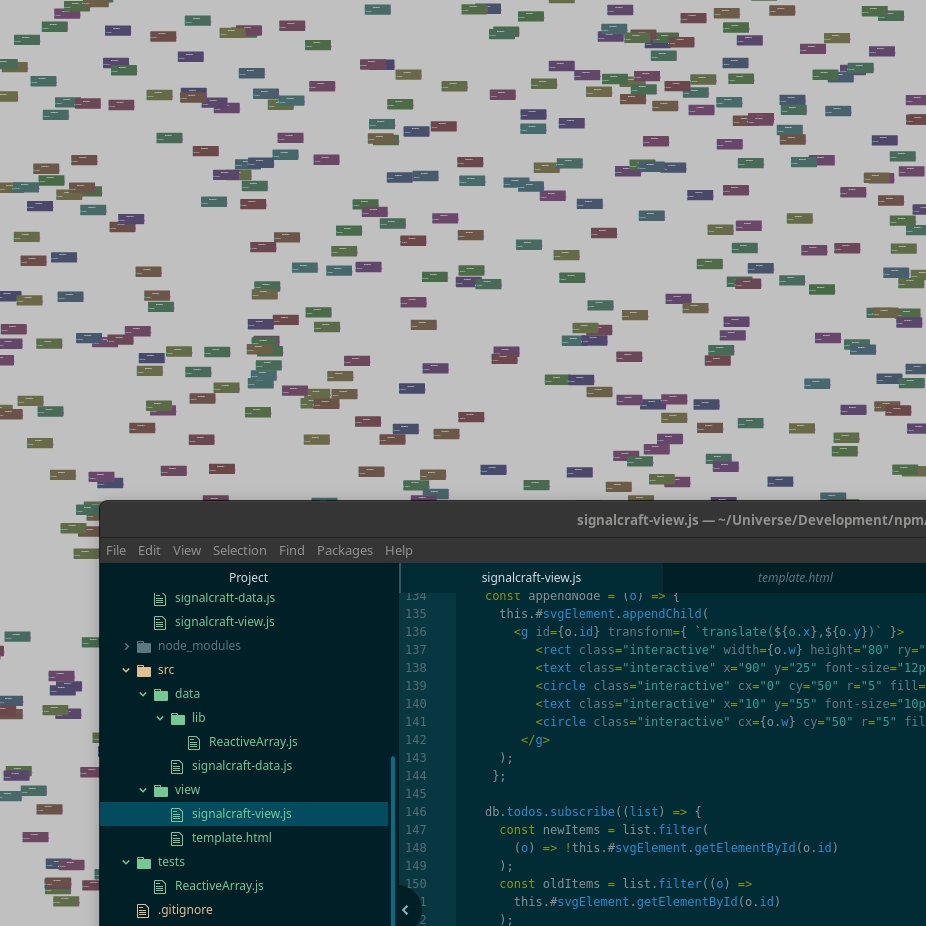 signalcraft-view.js — ~/Universe/Development/npm/
File Edit View Selection Find Packages Help
Project
signalcraft-data.js
signalcraft-view.js
node_modules
src
data
lib
ReactiveArray.js
signalcraft-data.js
view
signalcraft-view.js
template.html
tests
ReactiveArray.js
.gitignore
signalcraft-view.js template.html
134 const appendNode = (o) => {
135 this.#svgElement.appendChild(
136 <g id={o.id} transform={ `translate(${o.x},${o.y})` }>
137 <rect class="interactive" width={o.w} height="80" ry="
138 <text class="interactive" x="90" y="25" font-size="12p
139 <circle class="interactive" cx="0" cy="50" r="5" fill=
140 <text class="interactive" x="10" y="55" font-size="10p
141 <circle class="interactive" cx={o.w} cy="50" r="5" fil
142 </g>
143 );
144 };
145
146 db.todos.subscribe((list) => {
147 const newItems = list.filter(
148 (o) => !this.#svgElement.getElementById(o.id)
149 );
150 const oldItems = list.filter((o) =>
1 this.#svgElement.getElementById(o.id)
2 );